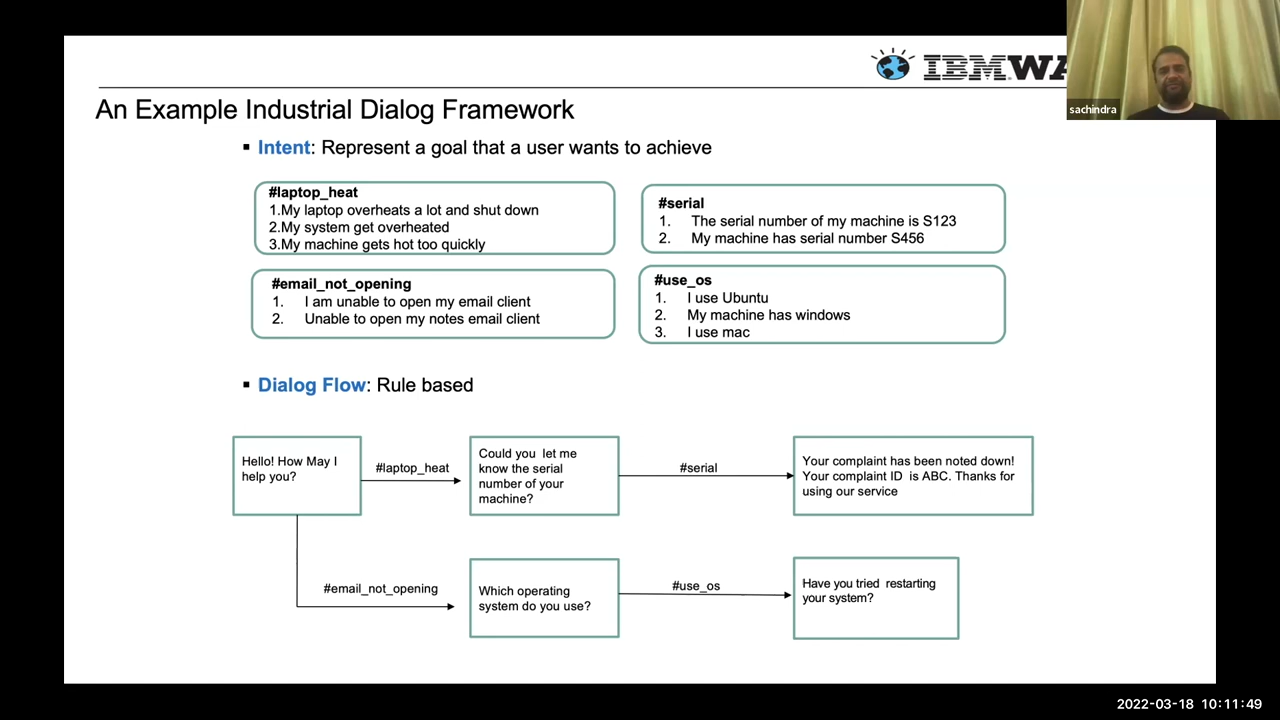 IBM WA
sachindra
An Example Industrial Dialog Framework
▪ Intent: Represent a goal that a user wants to achieve
#laptop_heat
1.My laptop overheats a lot and shut down
2.My system get overheated
3.My machine gets hot too quickly
#serial
1. The serial number of my machine is S123
2. My machine has serial number S456
#email_not_opening
1. I am unable to open my email client
2. Unable to open my notes email client
#use_os
1. I use Ubuntu
2. My machine has windows
3. I use mac
▪ Dialog Flow: Rule based
Hello! How May I
help you?
#laptop_heat
Could you let me
know the serial
number of your
machine?
#serial
Your complaint has been noted down!
Your complaint ID is ABC. Thanks for
using our service
#email_not_opening
Which operating
system do you use?
#use_os
Have you tried restarting
your system?
2022-03-18 10:11:49